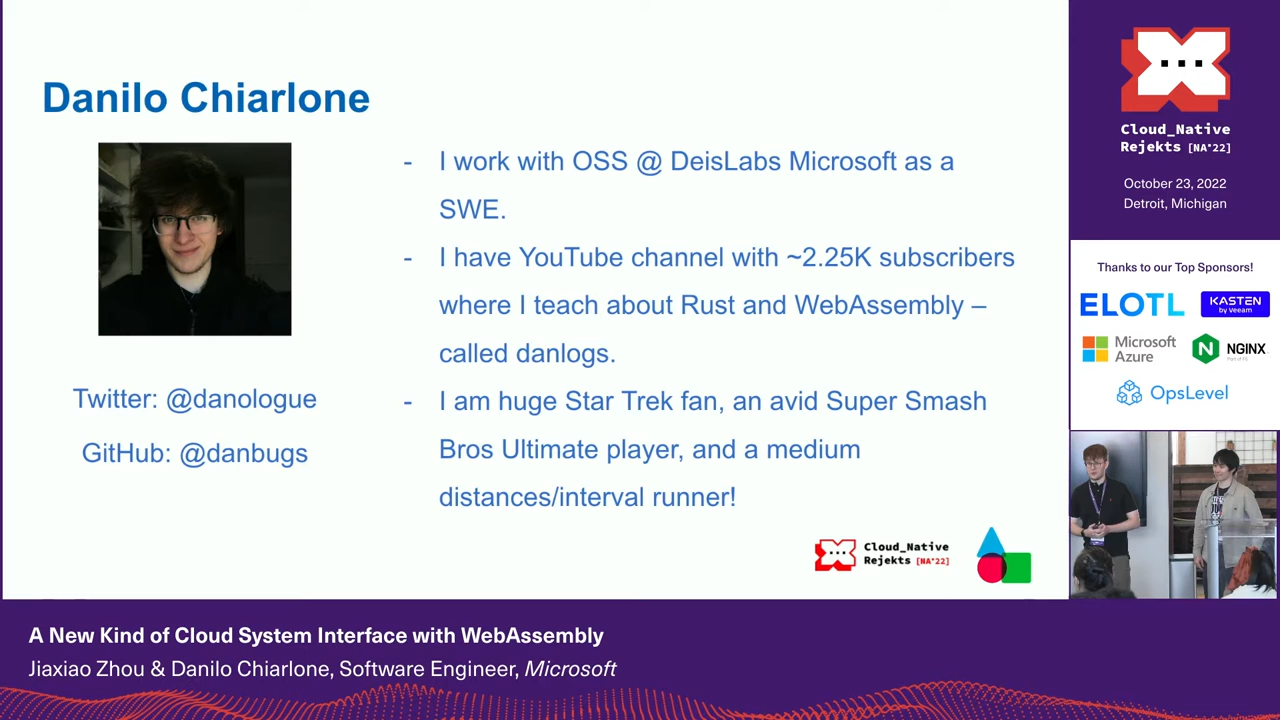 Danilo Chiarlone
Twitter: @danologue
GitHub: @danbugs
- I work with OSS @ DeisLabs Microsoft as a
SWE.
- I have YouTube channel with ~2.25K subscribers
where I teach about Rust and WebAssembly –
called danlogs.
- I am huge Star Trek fan, an avid Super Smash
Bros Ultimate player, and a medium
distances/interval runner!
Cloud_Native
Rejekts [NA'22]
Cloud_Native
Rejekts [NA'22]
October 23, 2022
Detroit, Michigan
Thanks to our Top Sponsors!
ELOTL
KASTEN
by Veeam
Microsoft
Azure
NGINX
OpsLevel
A New Kind of Cloud System Interface with WebAssembly
Jiaxiao Zhou & Danilo Chiarlone, Software Engineer, Microsoft